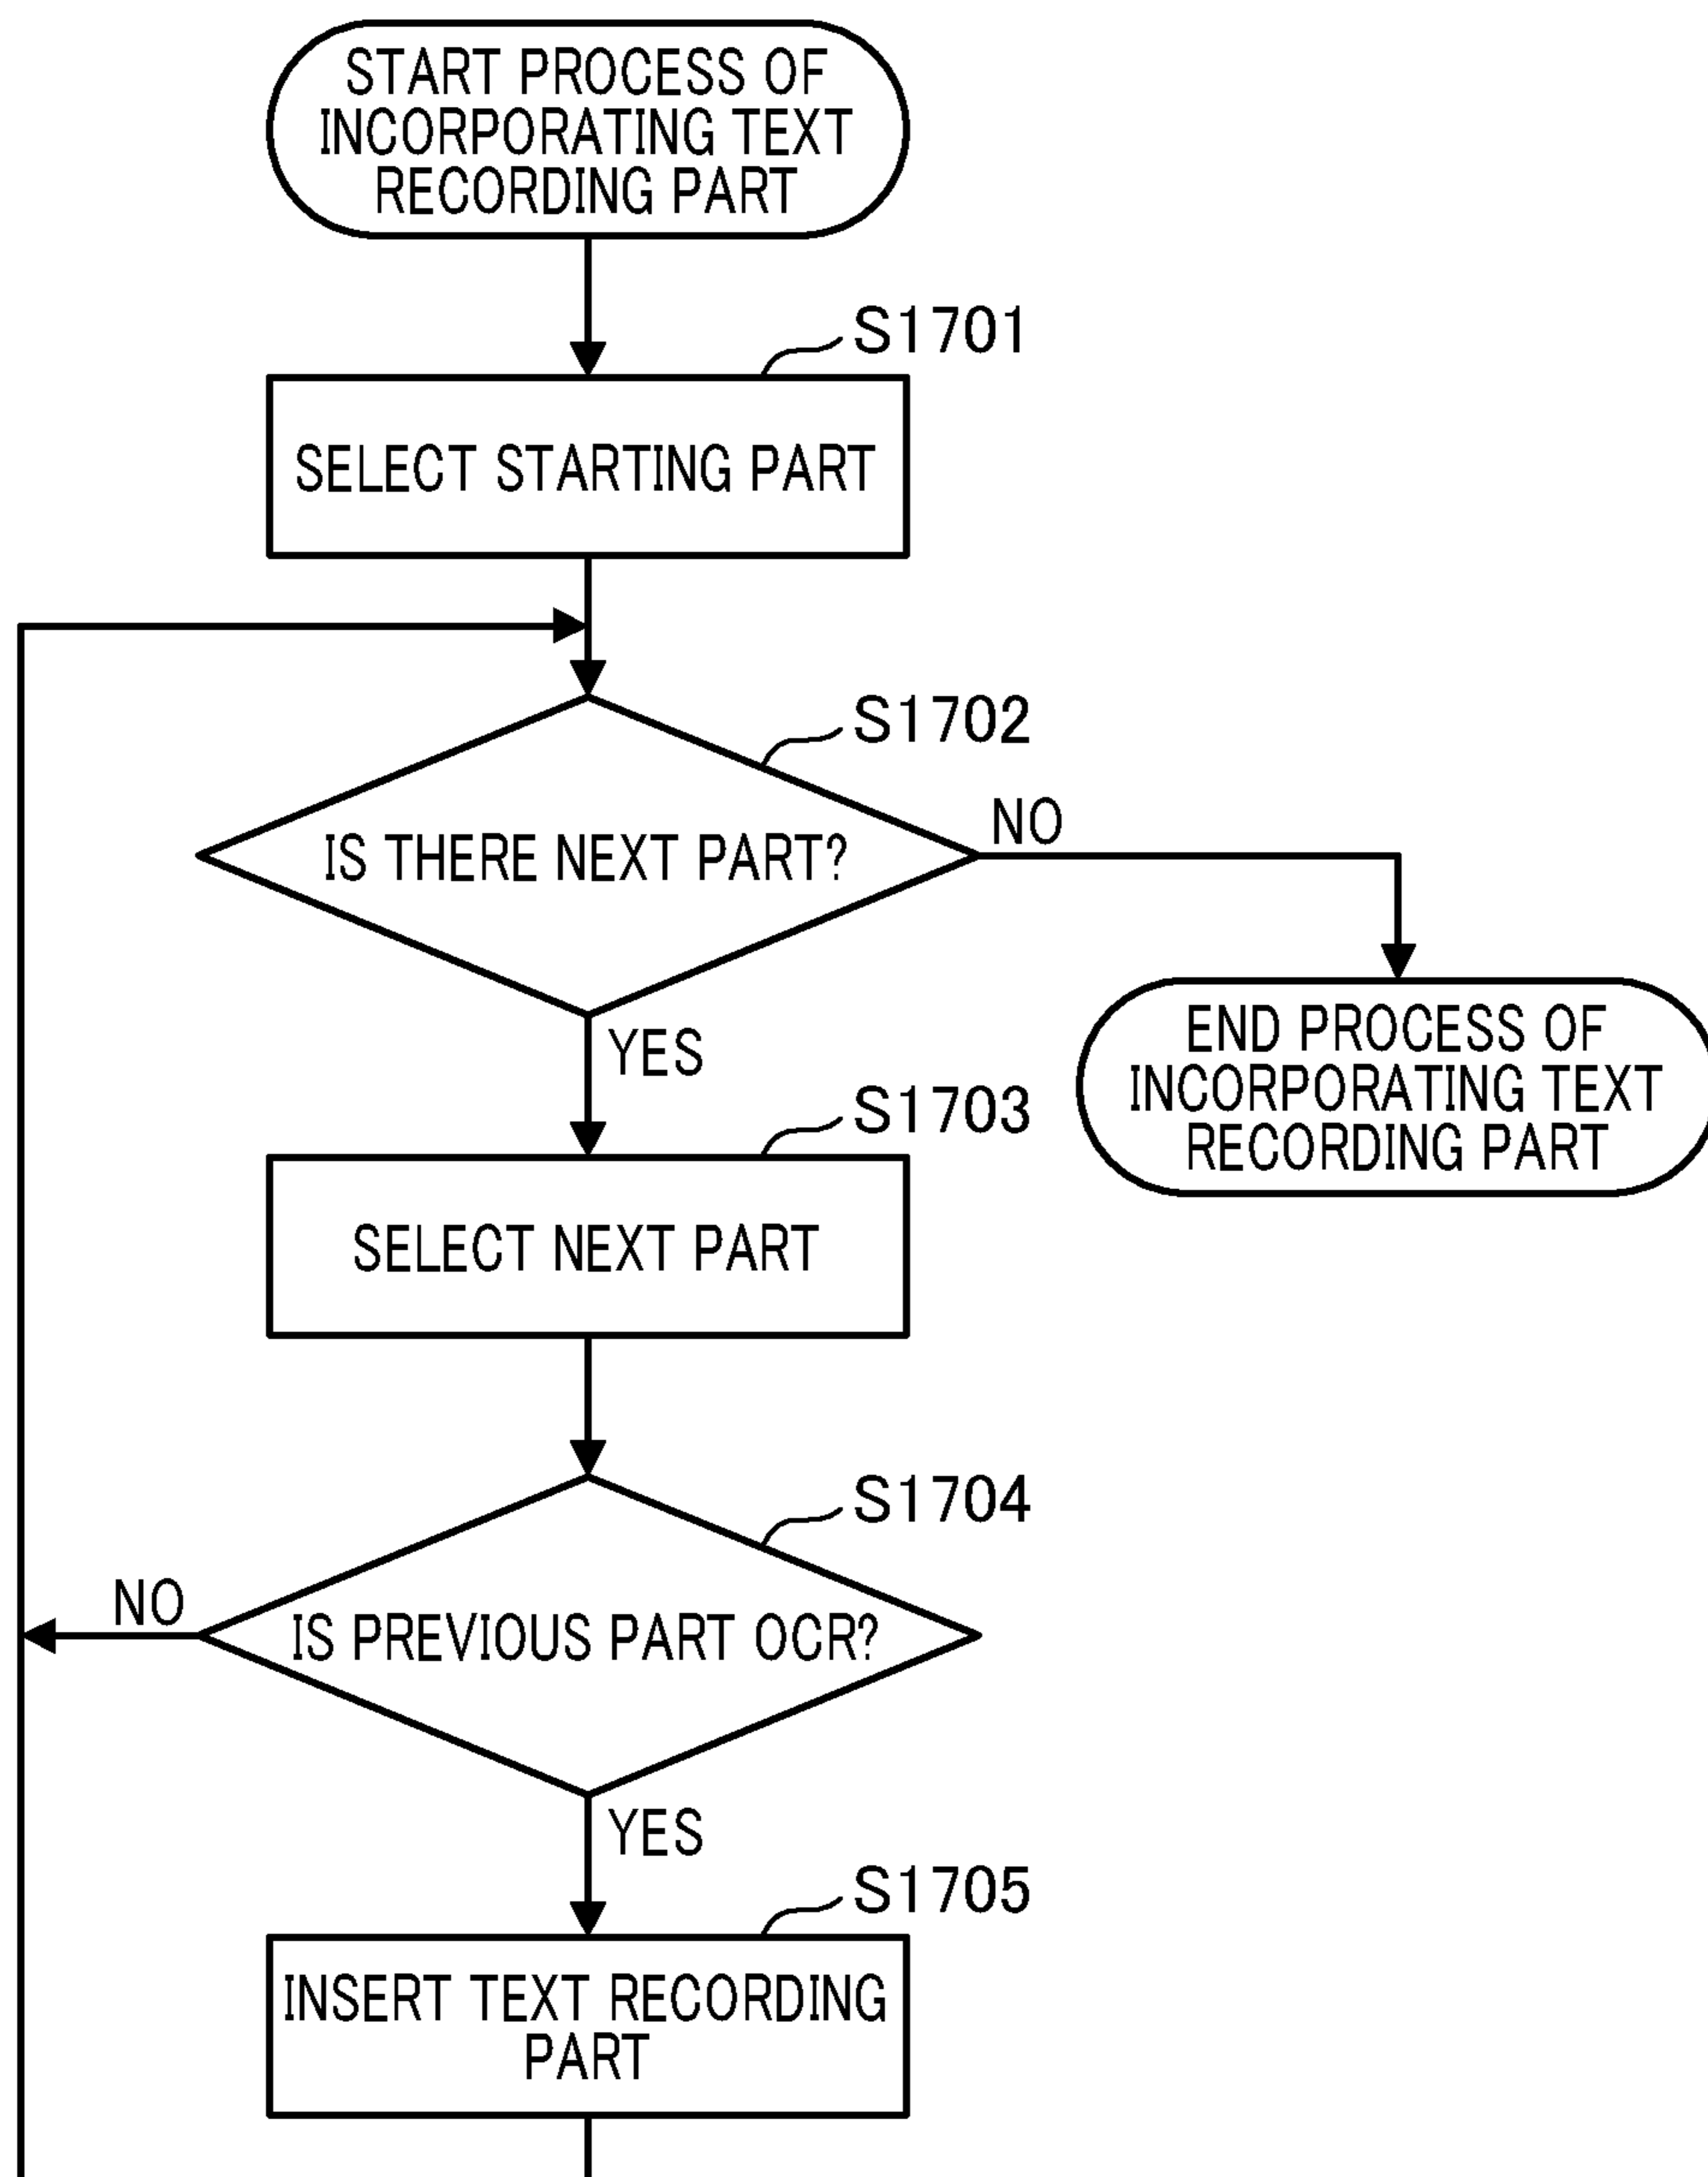 START PROCESS OF
INCORPORATING TEXT
RECORDING PART
S1701
SELECT STARTING PART
S1702
IS THERE NEXT PART?
NO
YES
END PROCESS OF
INCORPORATING TEXT
RECORDING PART
S1703
SELECT NEXT PART
S1704
IS PREVIOUS PART OCR?
NO
YES
S1705
INSERT TEXT RECORDING
PART